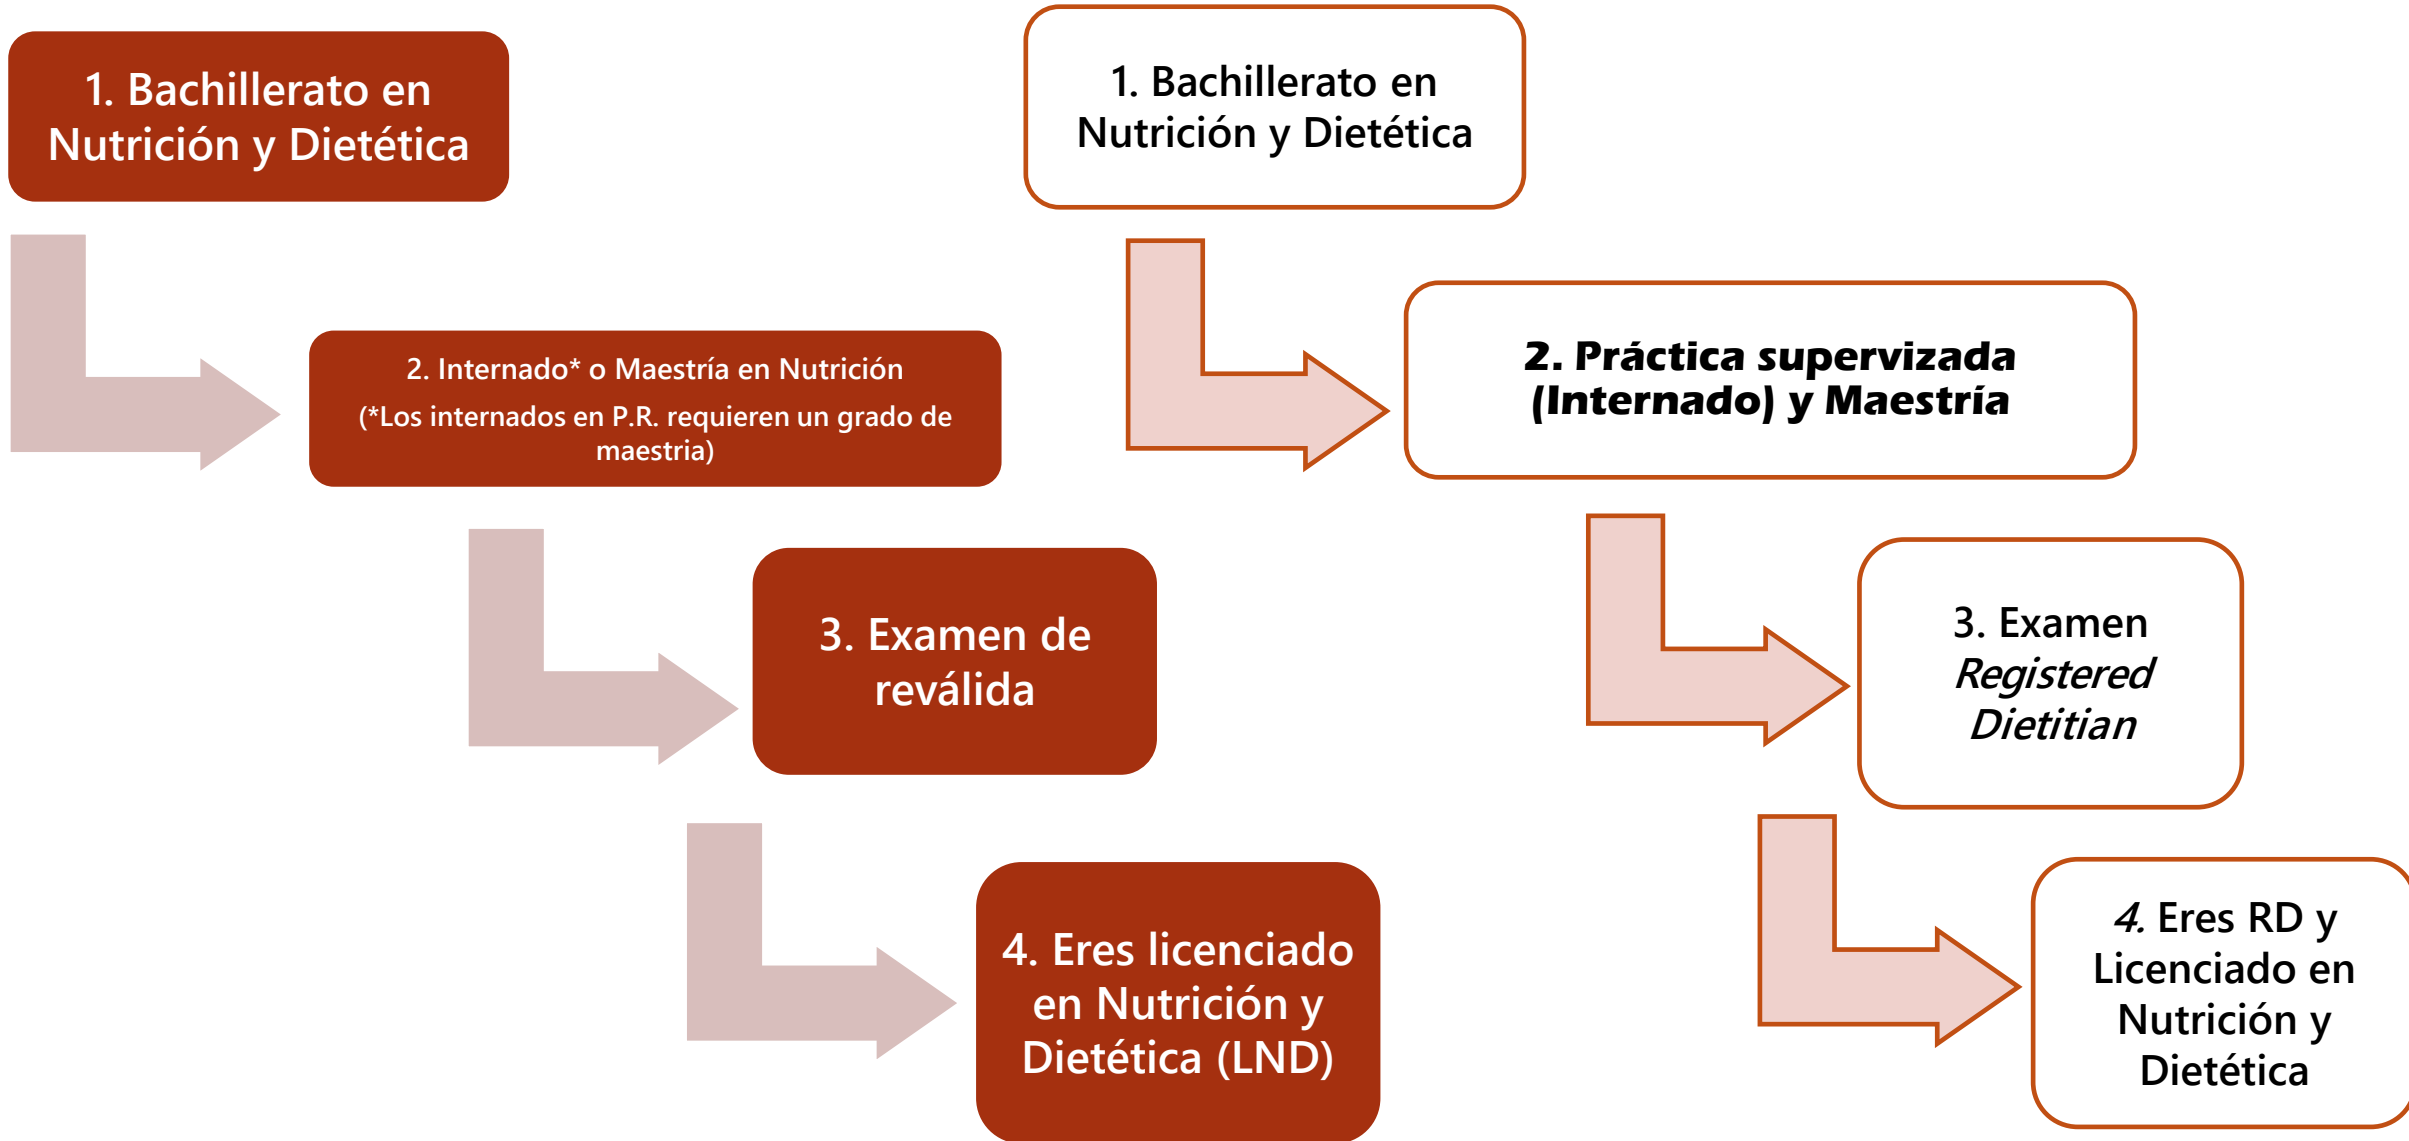 1. Bachillerato en
Nutrición y Dietética
2. Internado* o Maestría en Nutrición
(*Los internados en P.R. requieren un grado de
maestria)
3. Examen de
reválida
4. Eres licenciado
en Nutrición y
Dietética (LND)
1. Bachillerato en
Nutrición y Dietética
2. Práctica supervizada
(Internado) y Maestría
3. Examen
Registered
Dietitian
4. Eres RD y
Licenciado en
Nutrición y
Dietética